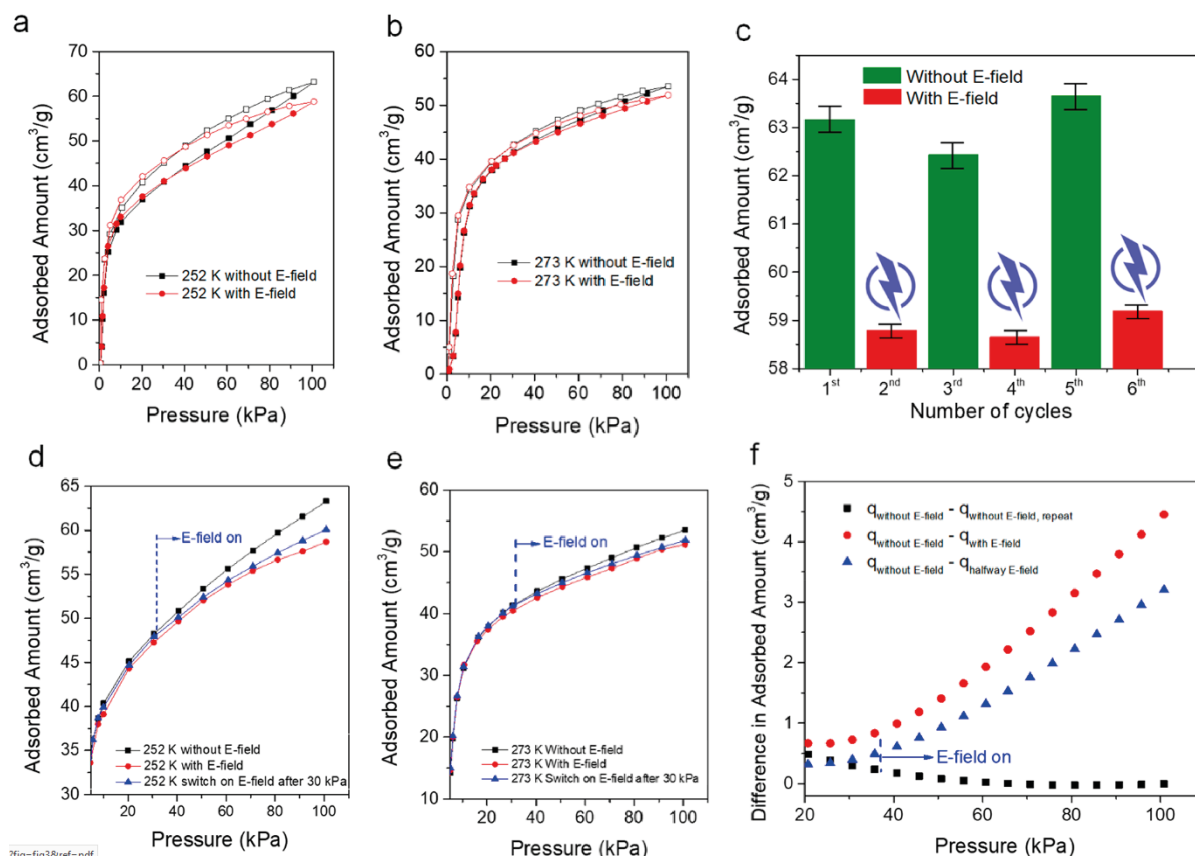 a
70
60
50
40
30
20
10
0
0 20 40 60 80 100
Adsorbed Amount (cm³/g)
Pressure (kPa)
252 K without E-field
252 K with E-field
b
60
50
40
30
20
10
0
0 20 40 60 80 100
Adsorbed Amount (cm³/g)
Pressure (kPa)
273 K without E-field
273 K with E-field
c
Without E-field
With E-field
64
63
62
61
60
59
58
1st 2nd 3rd 4th 5th 6th
Adsorbed Amount (cm³/g)
Number of cycles
d
65
60
55
50
45
40
35
30
20 40 60 80 100
Adsorbed Amount (cm³/g)
Pressure (kPa)
E-field on
252 K without E-field
252 K with E-field
252 K switch on E-field after 30 kPa
e
60
50
40
30
20
10
0 20 40 60 80 100
Adsorbed Amount (cm³/g)
Pressure (kPa)
E-field on
273 K Without E-field
273 K With E-field
273 K Switch on E-field after 30 kPa
f
5
4
3
2
1
0
20 40 60 80 100
Difference in Adsorbed Amount (cm³/g)
Pressure (kPa)
q without E-field - q without E-field, repeat
q without E-field - q with E-field
q without E-field - q halfway E-field
E-field on